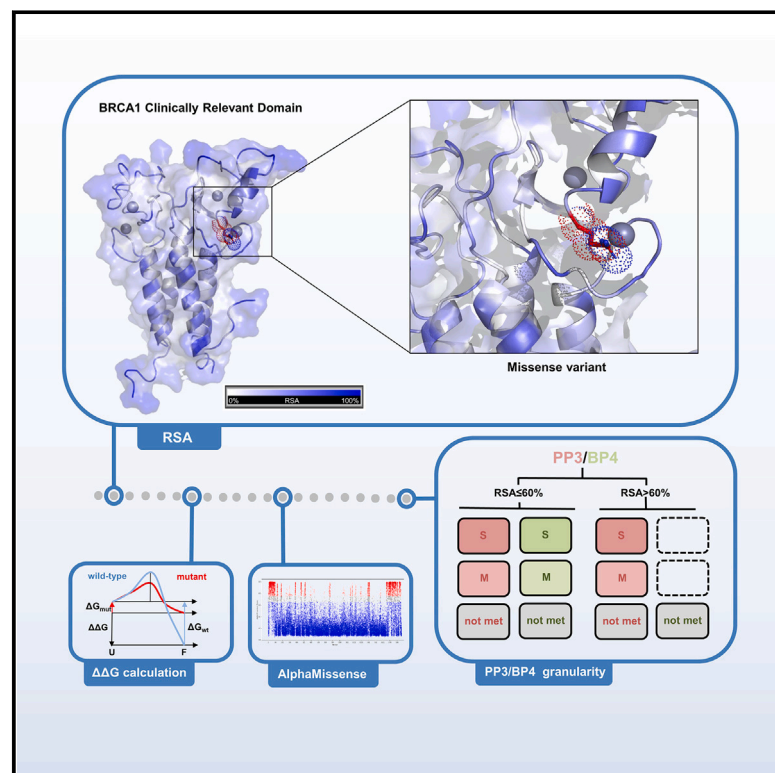 BRCA1 Clinically Relevant Domain
Missense variant
0% RSA 100%
RSA
PP3/BP4
RSA≤60% RSA>60%
S S S
M M M
not met not met not met not met
PP3/BP4 granularity
wild-type mutant
ΔGmut
ΔΔG ΔGwt
U F
ΔΔG calculation
AlphaMissense